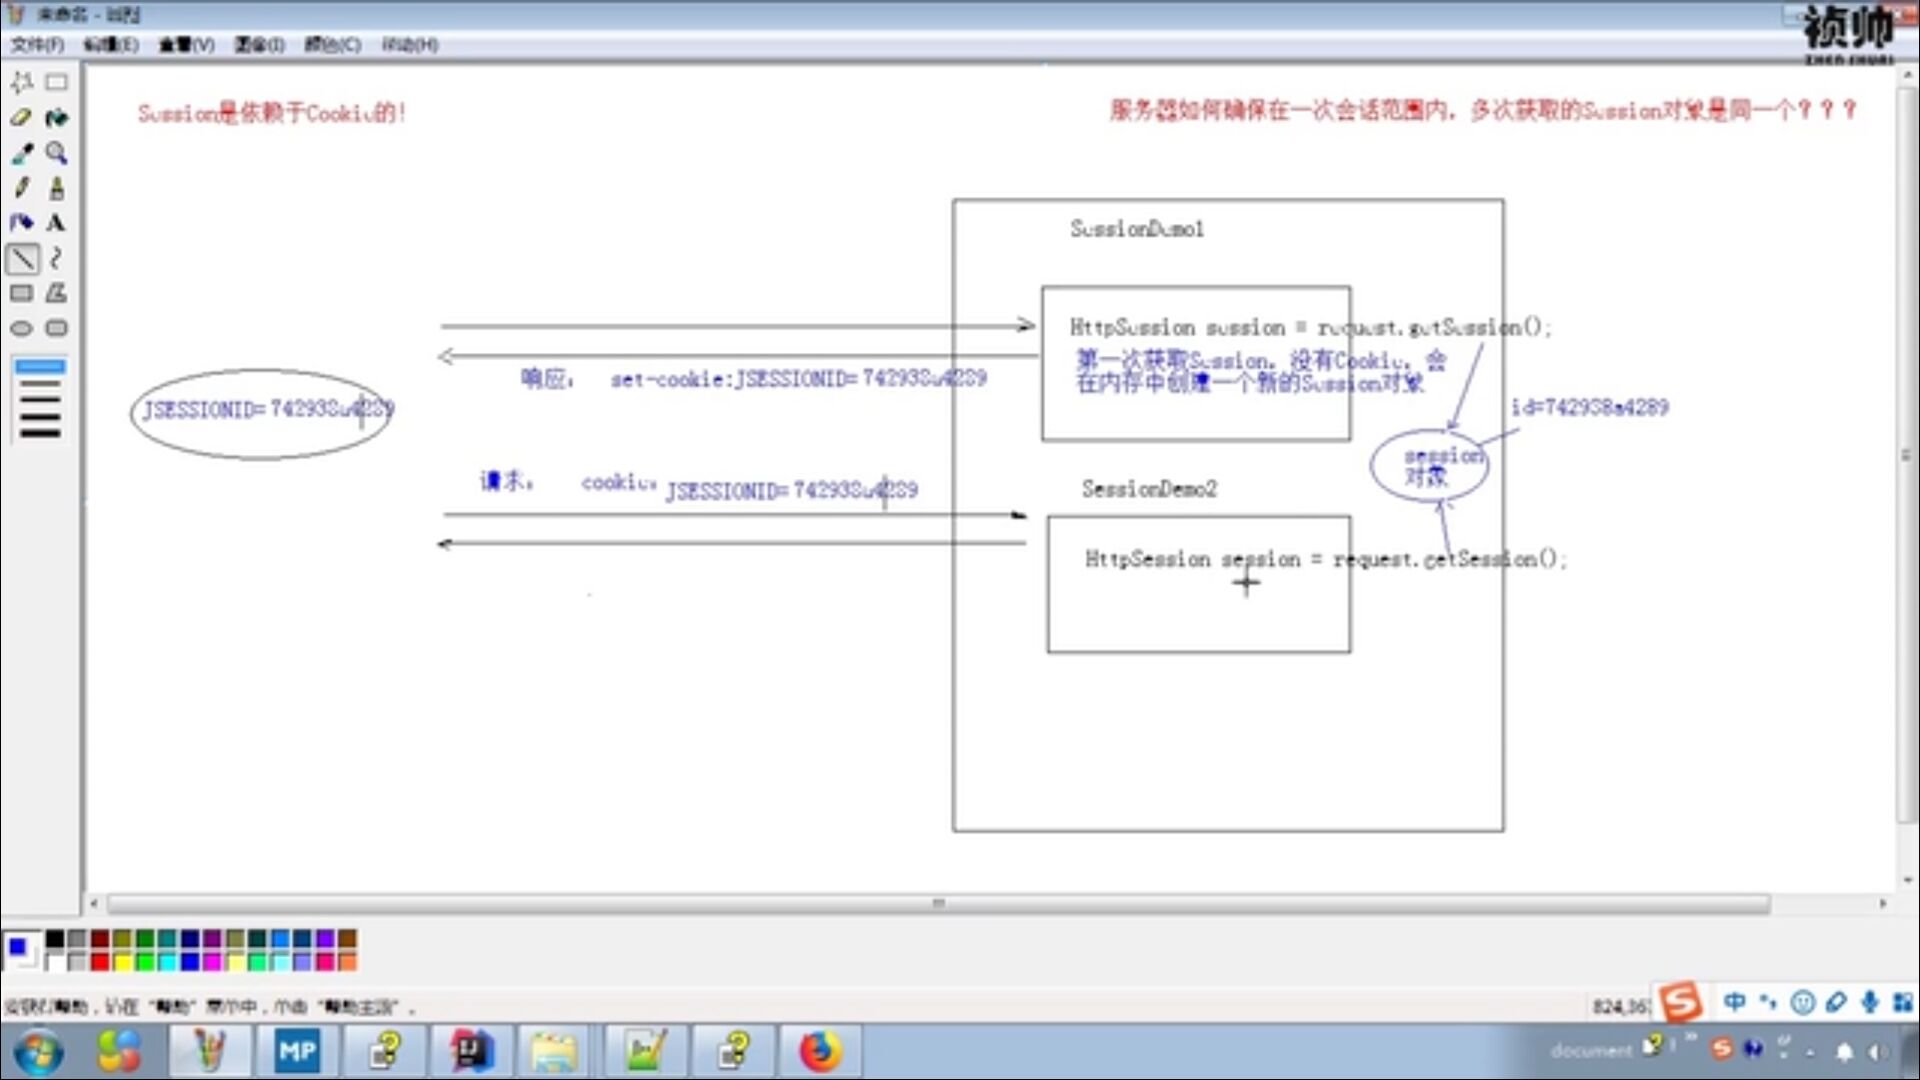 未命名 - 画图
祯帅
ZHEN SHUAI
文件(F) 编辑(E) 查看(V) 图像(I) 颜色(C) 帮助(H)
Session是依赖于Cookie的!
服务器如何确保在一次会话范围内，多次获取的Session对象是同一个？？？
SessionDemo1
HttpSession session = request.getSession();
第一次获取Session。没有Cookie。会
在内存中创建一个新的Session对象
响应： set-cookie:JSESSIONID=742938a4289
JSESSIONID=742938a4289
id=742938a4289
session
对象
请求： cookie：JSESSIONID=742938a4289
SessionDemo2
HttpSession session = request.getSession();
要获得帮助，请在“帮助”菜单中，单击“帮助主题”。
824,363
中
MP
document